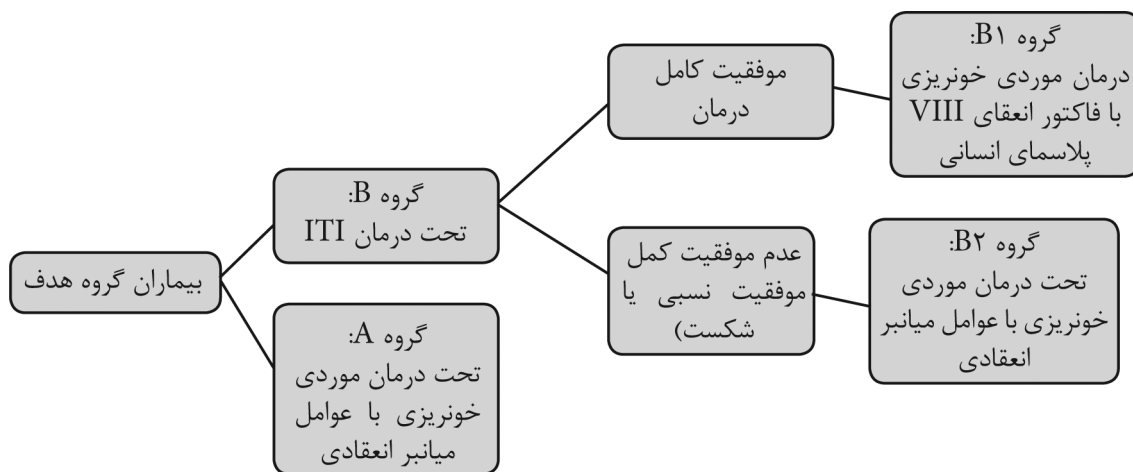 بیماران گروه هدف
گروه B:
تحت درمان ITI
گروه A:
تحت درمان موردی
خونریزی با عوامل
میانبر انعقادی
موفقیت کامل
درمان
عدم موفقیت کمل
موفقیت نسبی یا
شکست)
گروه B۱:
درمان موردی خونریزی
با فاکتور انعقای VIII
پلاسمای انسانی
گروه B۲:
تحت درمان موردی
خونریزی با عوامل میانبر
انعقادی